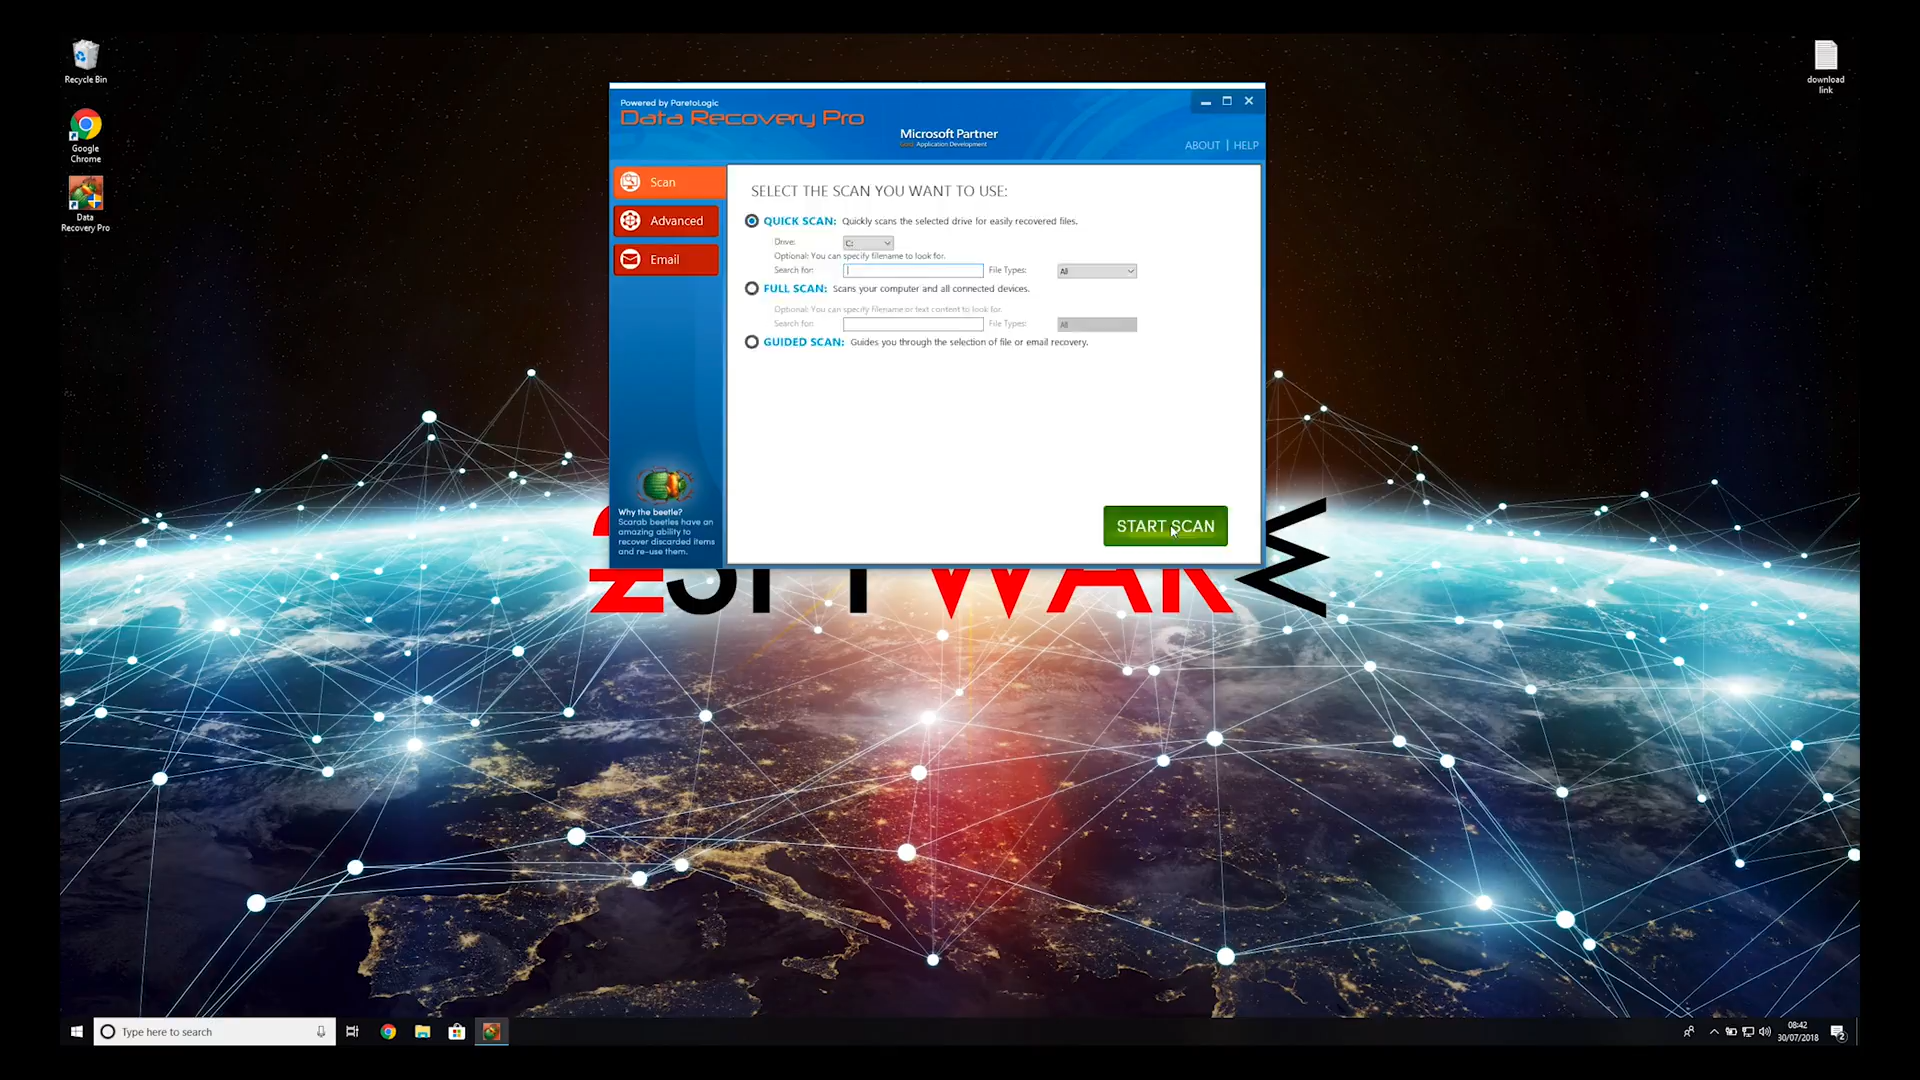 Recycle Bin
Google
Chrome
Data
Recovery Pro
download
link
Powered by ParetoLogic
Data Recovery Pro
Microsoft Partner
Gold Application Development
ABOUT | HELP
Scan
Advanced
Email
SELECT THE SCAN YOU WANT TO USE:
QUICK SCAN: Quickly scans the selected drive for easily recovered files.
Drive: C:
Optional: You can specify filename to look for.
Search for: File Types: All
FULL SCAN: Scans your computer and all connected devices.
Optional: You can specify filename or text content to look for.
Search for: File Types: All
GUIDED SCAN: Guides you through the selection of file or email recovery.
Why the beetle?
Scarab beetles have an
amazing ability to
recover discarded items
and re-use them.
START SCAN
Type here to search
08:42
30/07/2018
2